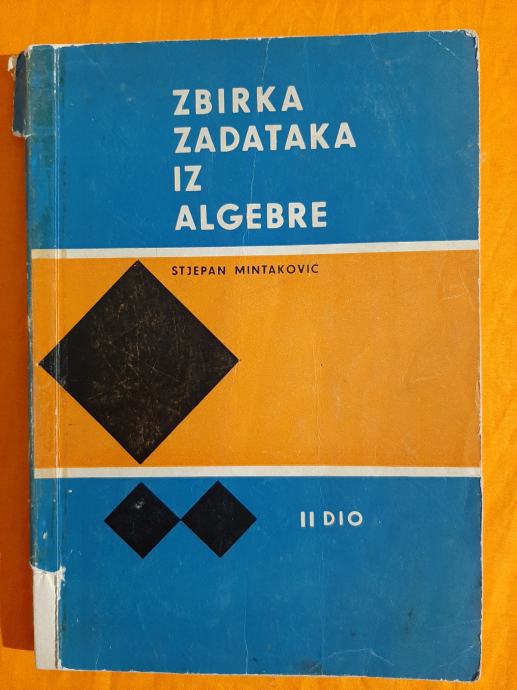 ZBIRKA
ZADATAKA
IZ
ALGEBRE
STJEPAN MINTAKOVIĆ
II DIO